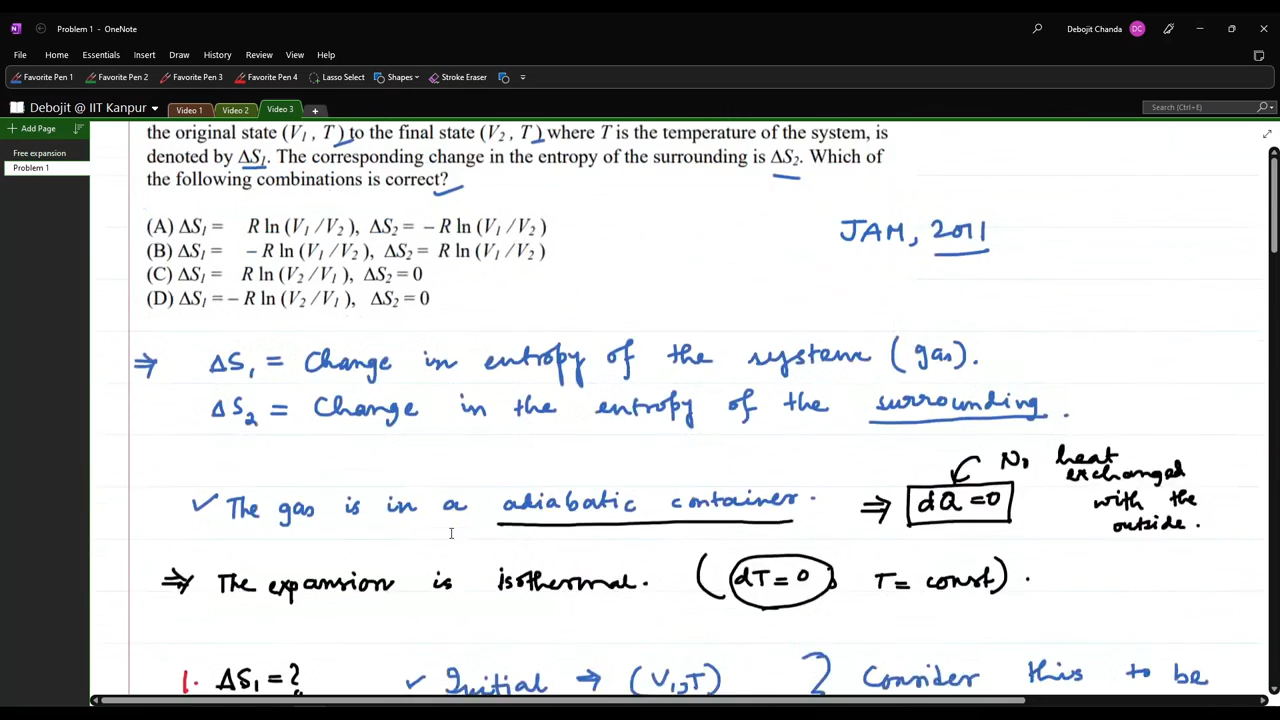 Problem 1 - OneNote
Debojit Chanda DC
File Home Essentials Insert Draw History Review View Help
Favorite Pen 1 Favorite Pen 2 Favorite Pen 3 Favorite Pen 4 Lasso Select Shapes Stroke Eraser
Debojit @ IIT Kanpur Video 1 Video 2 Video 3 + Search (Ctrl+E)
Add Page
Free expansion
Problem 1
the original state (V₁ , T ) to the final state (V₂ , T ) where T is the temperature of the system, is
denoted by ΔS₁. The corresponding change in the entropy of the surrounding is ΔS₂. Which of
the following combinations is correct?
(A) ΔS₁ = R ln (V₁ / V₂ ), ΔS₂ = − R ln (V₁ / V₂ )
(B) ΔS₁ = − R ln (V₁ / V₂ ), ΔS₂ = R ln (V₁ / V₂ )
(C) ΔS₁ = R ln (V₂ / V₁ ), ΔS₂ = 0
(D) ΔS₁ = − R ln (V₂ / V₁ ), ΔS₂ = 0
JAM, 2011
⇒ ΔS₁ = Change in entropy of the system (gas).
ΔS₂ = Change in the entropy of the surrounding.
✓ The gas is in a adiabatic container. ⇒ dQ = 0
No heat
exchanged
with the
outside.
⇒ The expansion is isothermal. (dT = 0, T = const).
1. ΔS₁ = ? ✓ Initial → (V₁, T) } Consider this to be